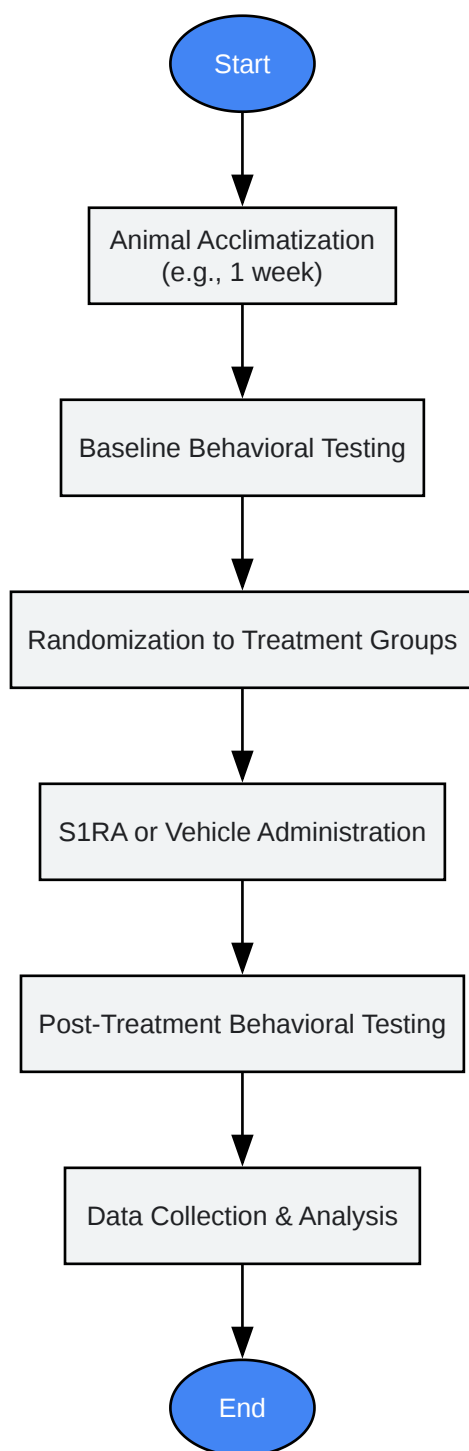 Start
Animal Acclimatization
(e.g., 1 week)
Baseline Behavioral Testing
Randomization to Treatment Groups
S1RA or Vehicle Administration
Post-Treatment Behavioral Testing
Data Collection & Analysis
End